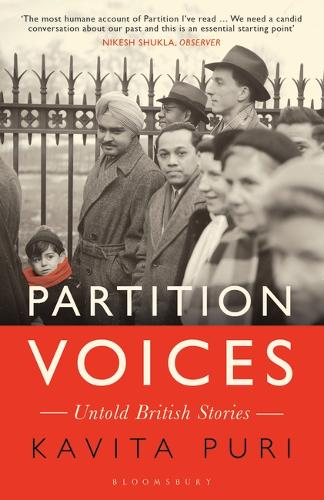 'The most humane account of Partition I've read ... We need a candid
conversation about our past and this is an essential starting point'
NIKESH SHUKLA, OBSERVER
PARTITION
VOICES
Untold British Stories
KAVITA PURI
BLOOMSBURY